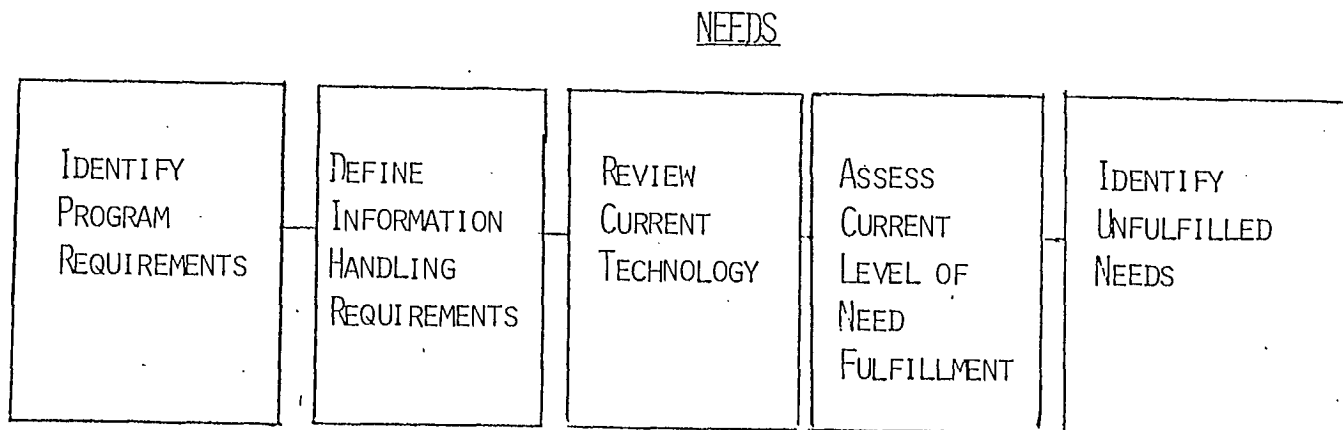 NEEDS
IDENTIFY
PROGRAM
REQUIREMENTS
DEFINE
INFORMATION
HANDLING
REQUIREMENTS
REVIEW
CURRENT
TECHNOLOGY
ASSESS
CURRENT
LEVEL OF
NEED
FULFILLMENT
IDENTIFY
UNFULFILLED
NEEDS